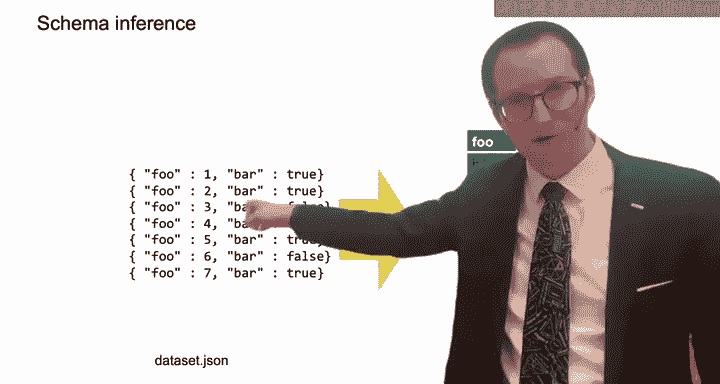 Schema inference
foo
{ "foo" : 1, "bar" : true}
{ "foo" : 2, "bar" : true}
{ "foo" : 3,
{ "foo" : 4,
{ "foo" : 5, "bar" : true}
{ "foo" : 6, "bar" : false}
{ "foo" : 7, "bar" : true}
dataset.json